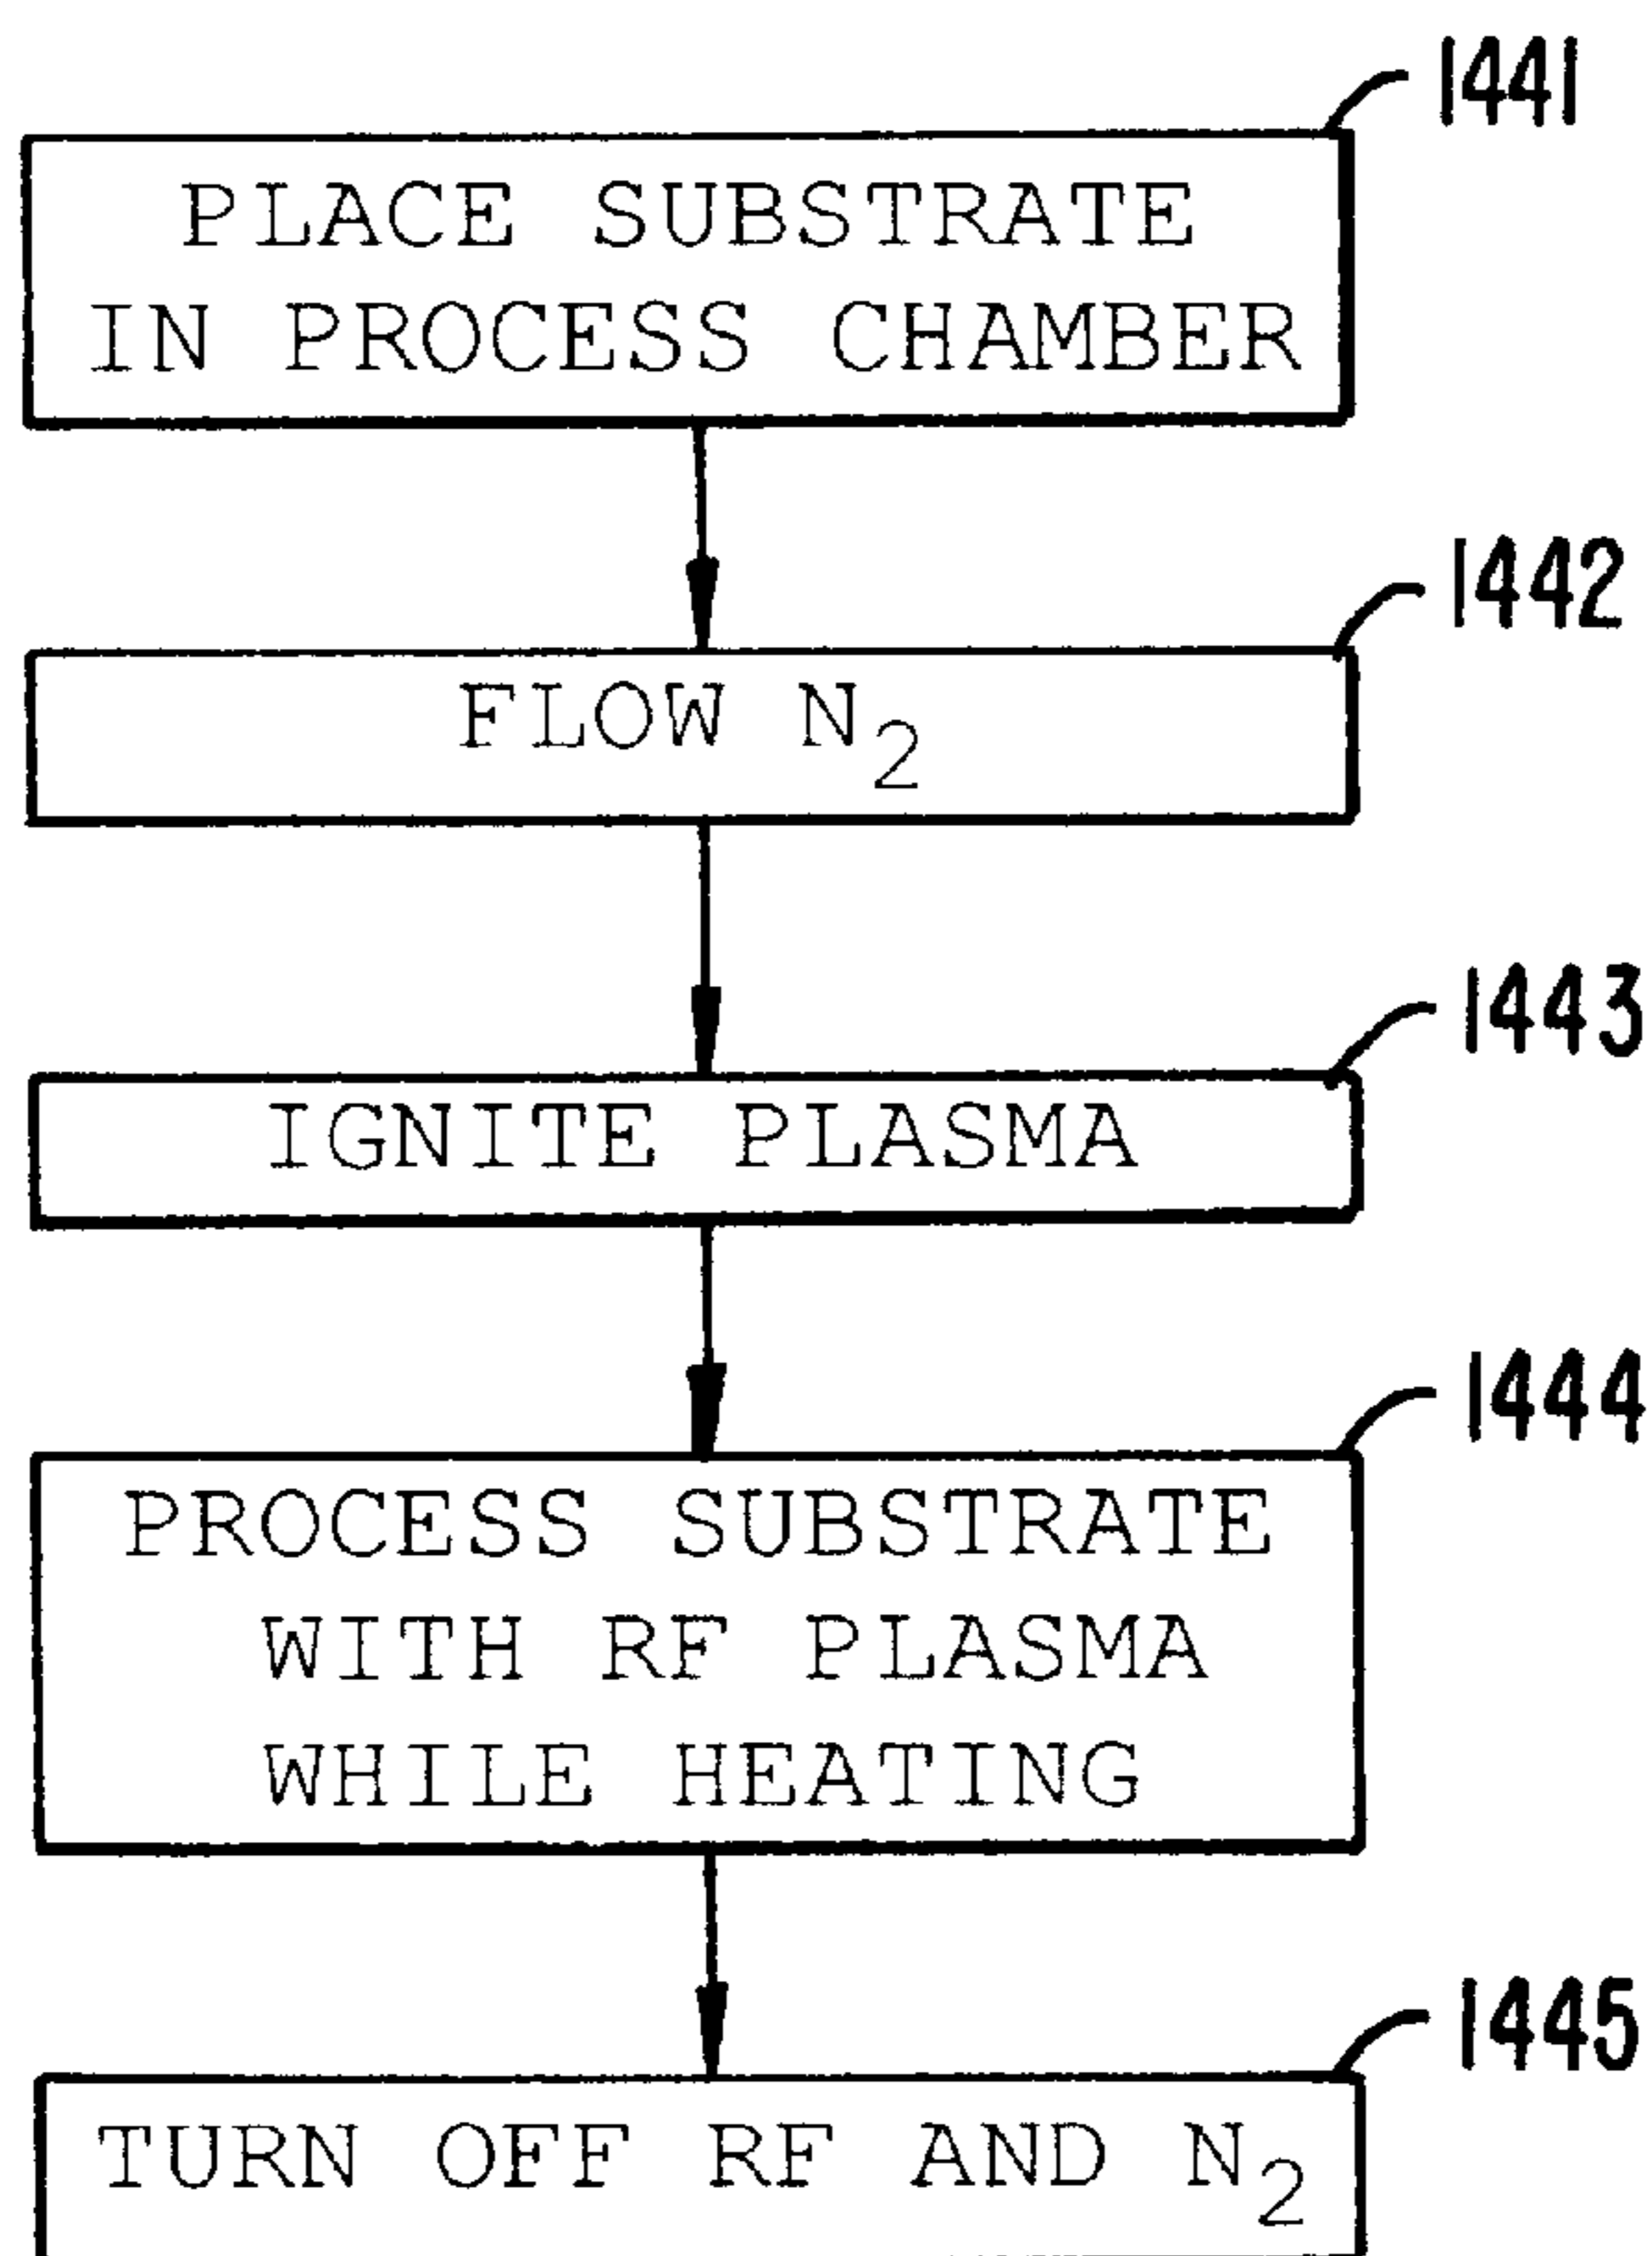 1441
PLACE SUBSTRATE
IN PROCESS CHAMBER
1442
FLOW N₂
1443
IGNITE PLASMA
1444
PROCESS SUBSTRATE
WITH RF PLASMA
WHILE HEATING
1445
TURN OFF RF AND N₂